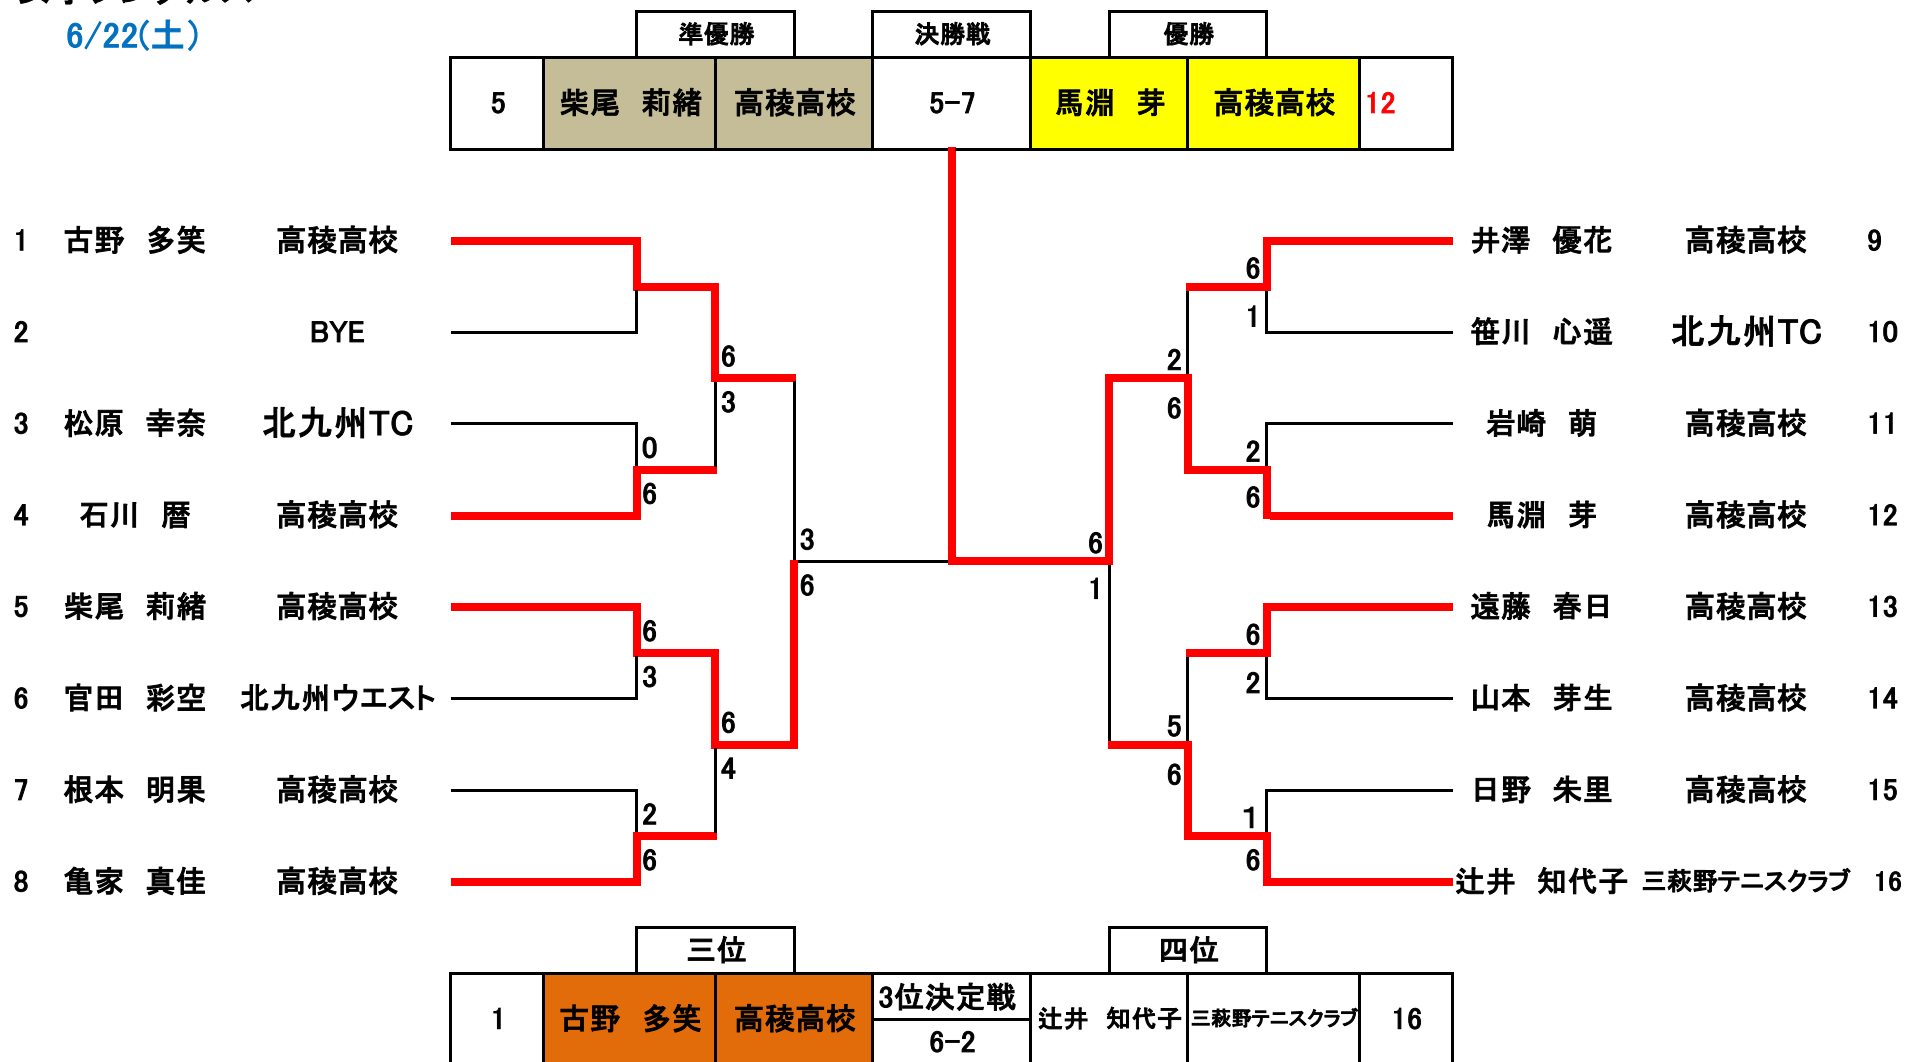 6/22(土)
準優勝 決勝戦 優勝
5 柴尾 莉緒 高稜高校 5-7 馬淵 芽 高稜高校 12
1 古野 多笑 高稜高校 井澤 優花 高稜高校 9
6
1
2 BYE 笹川 心遥 北九州TC 10
6 2
3 6
3 松原 幸奈 北九州TC 岩崎 萌 高稜高校 11
0 2
6 6
4 石川 暦 高稜高校 馬淵 芽 高稜高校 12
3 6
6 1
5 柴尾 莉緒 高稜高校 遠藤 春日 高稜高校 13
6 6
3 2
6 官田 彩空 北九州ウエスト 山本 芽生 高稜高校 14
6 5
4 6
7 根本 明果 高稜高校 日野 朱里 高稜高校 15
2 1
6 6
8 亀家 真佳 高稜高校 辻井 知代子 三萩野テニスクラブ 16
三位 四位
1 古野 多笑 高稜高校 3位決定戦 辻井 知代子 三萩野テニスクラブ 16
6-2